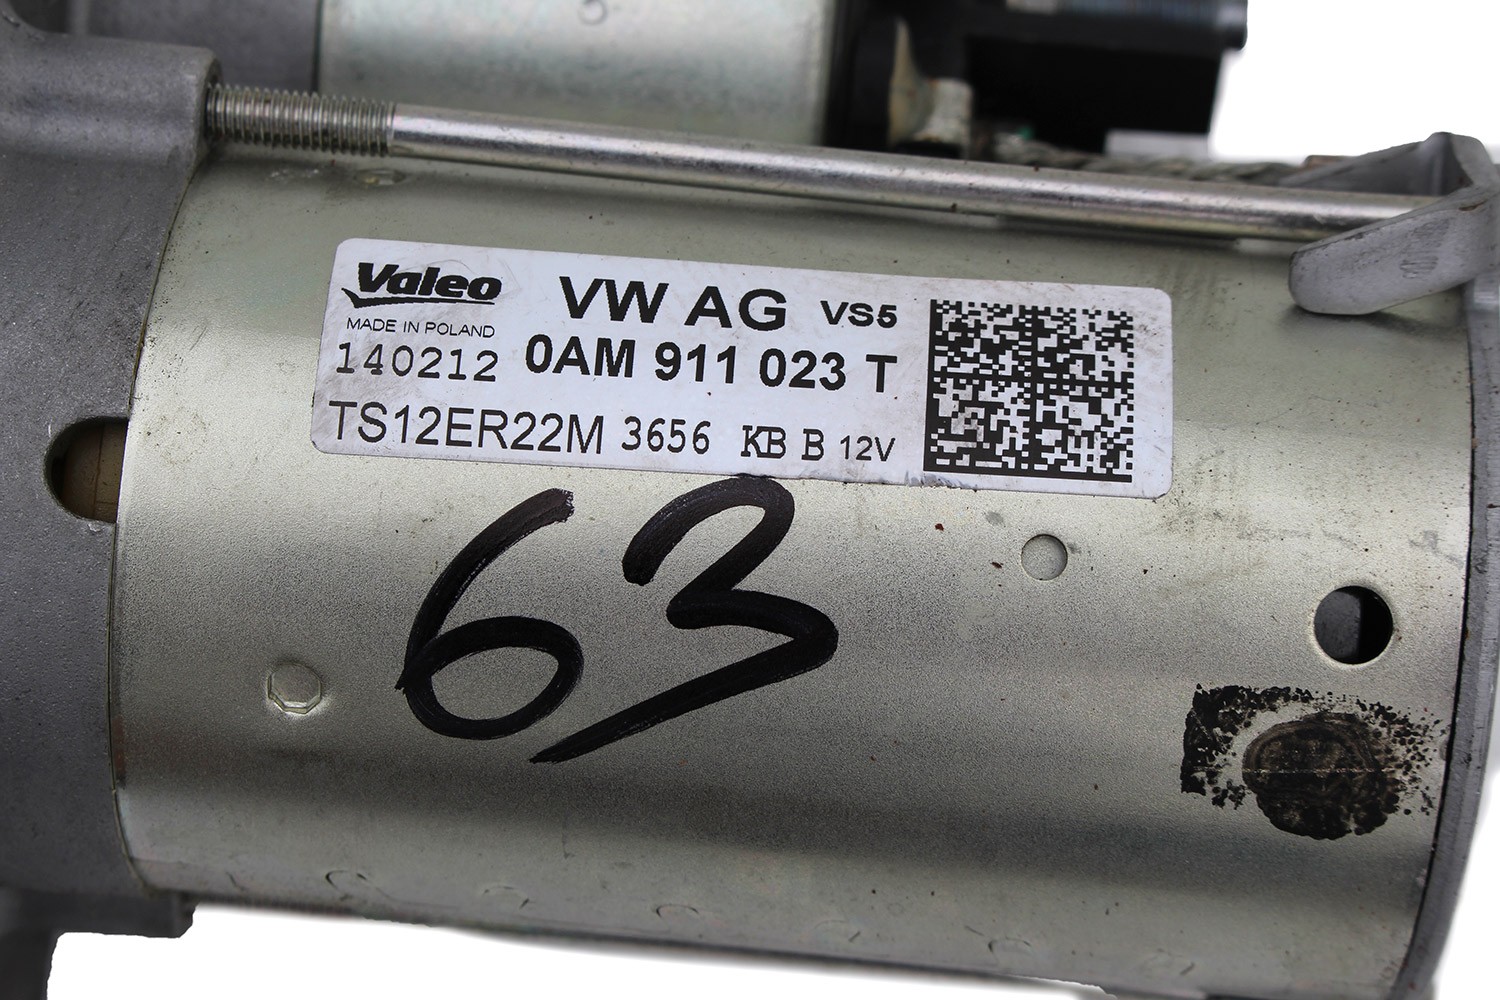 Valeo VW AG VS5
MADE IN POLAND
140212 0AM 911 023 T
TS12ER22M 3656 KB B 12V
63